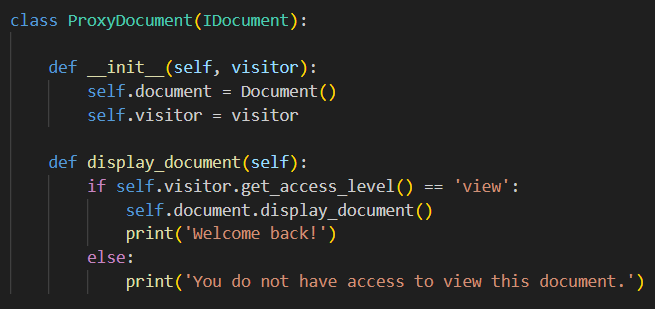 class ProxyDocument(IDocument):
def __init__(self, visitor):
self.document = Document()
self.visitor = visitor
def display_document(self):
if self.visitor.get_access_level() == 'view':
self.document.display_document()
print('Welcome back!')
else:
print('You do not have access to view this document.')